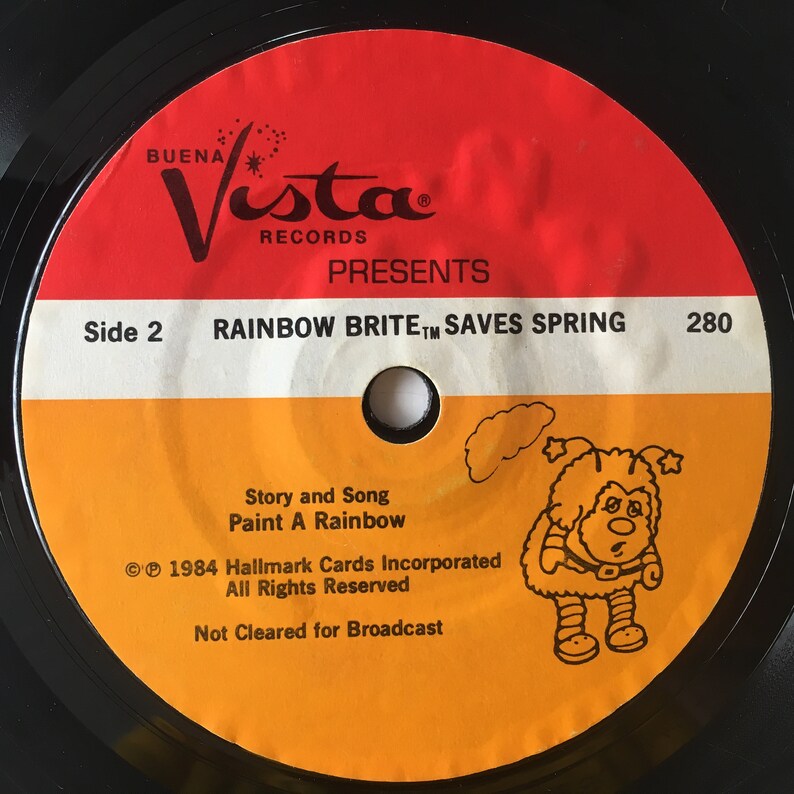 BUENA
Vista®
RECORDS
PRESENTS
Side 2 RAINBOW BRITE™ SAVES SPRING 280
Story and Song
Paint A Rainbow
©℗ 1984 Hallmark Cards Incorporated
All Rights Reserved
Not Cleared for Broadcast